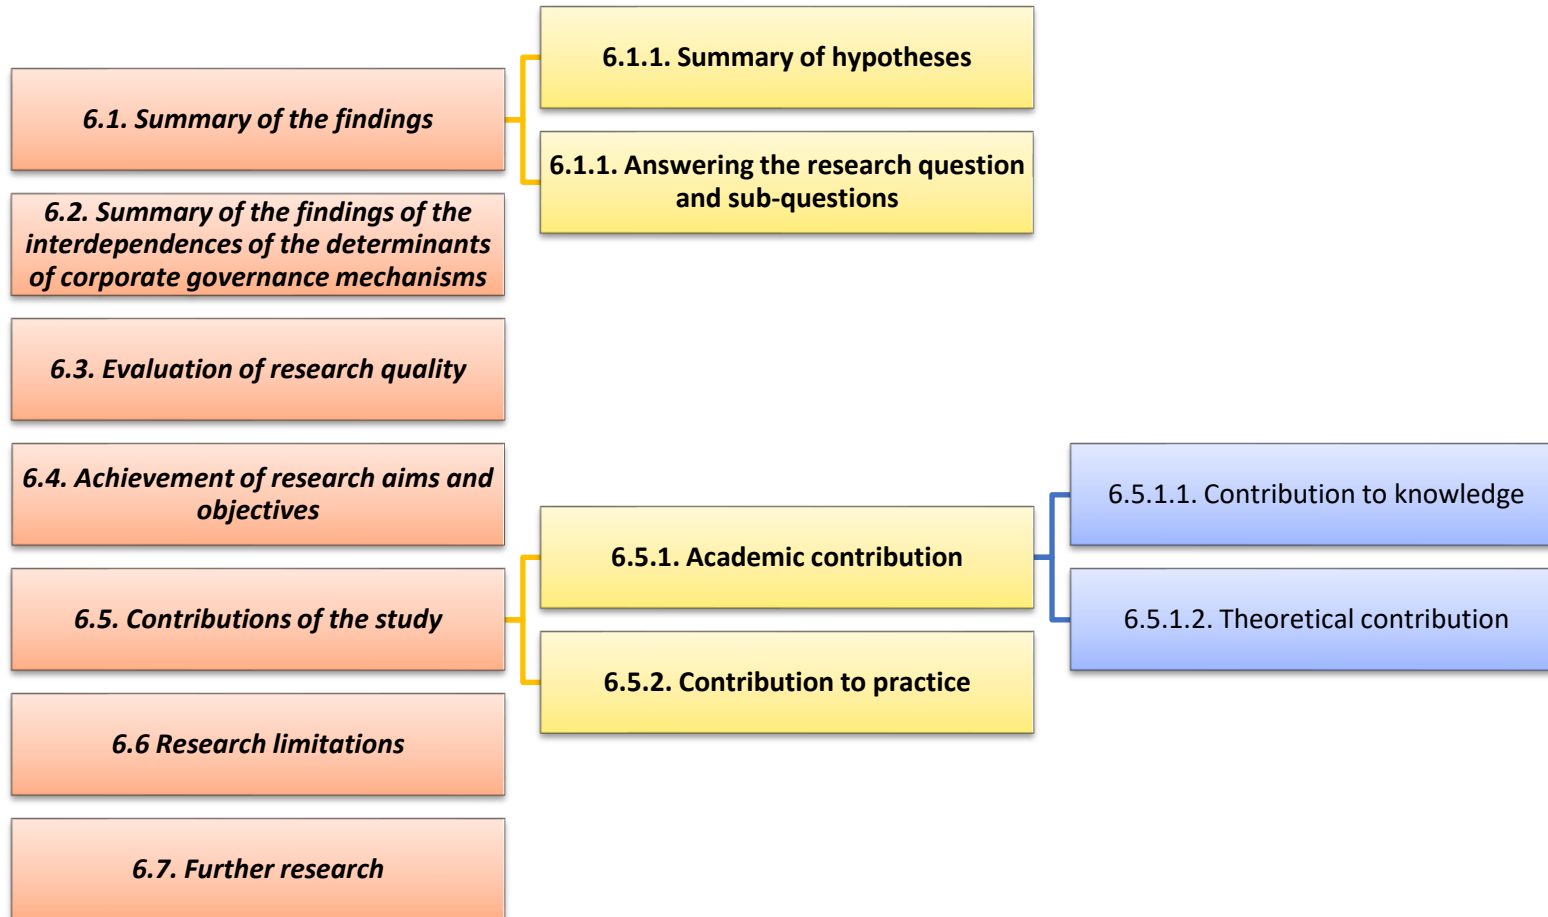 6.1. Summary of the findings
6.1.1. Summary of hypotheses
6.1.1. Answering the research question
and sub-questions
6.2. Summary of the findings of the
interdependences of the determinants
of corporate governance mechanisms
6.3. Evaluation of research quality
6.4. Achievement of research aims and
objectives
6.5. Contributions of the study
6.5.1. Academic contribution
6.5.1.1. Contribution to knowledge
6.5.1.2. Theoretical contribution
6.5.2. Contribution to practice
6.6 Research limitations
6.7. Further research